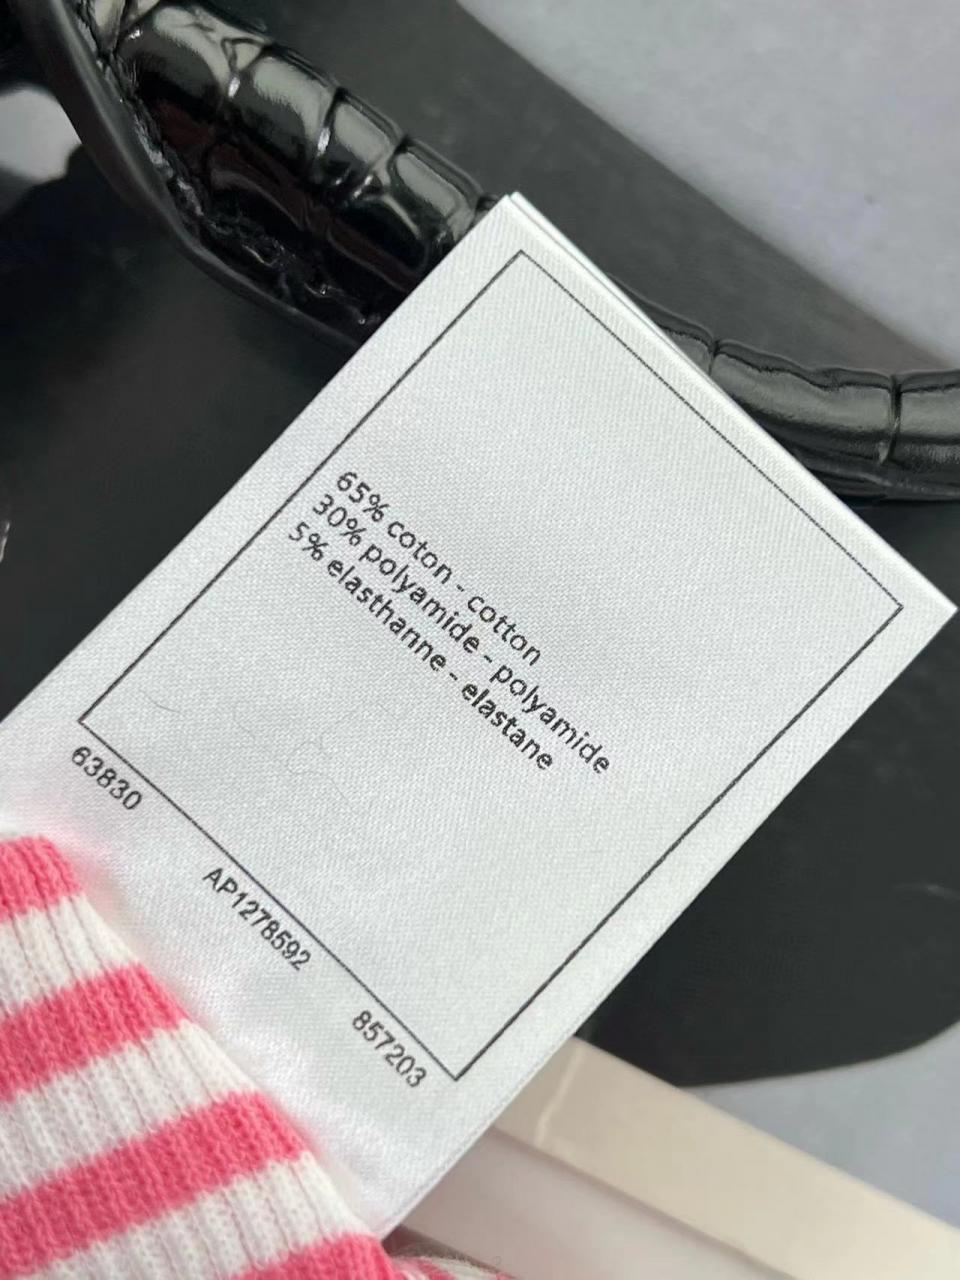 65% coton - cotton
30% polyamide - polyamide
5% elasthanne - elastane
63830
AP1278592
857203